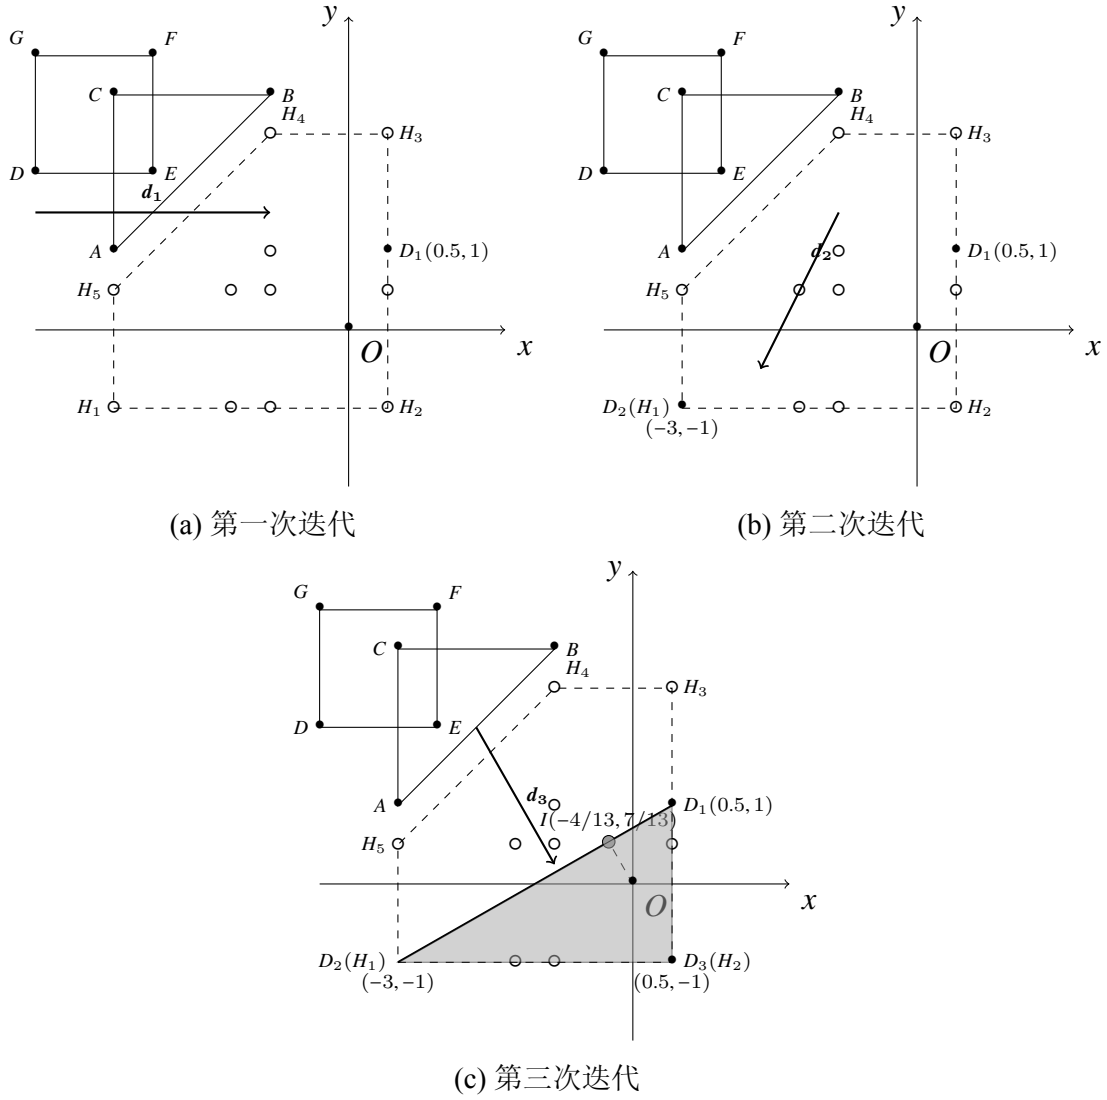 y
G
F
C
B
H₄
H₃
D
E
d₁
A
D₁(0.5, 1)
H₅
x
O
H₁
H₂
(a) 第一次迭代
y
G
F
C
B
H₄
H₃
D
E
A
d₂
D₁(0.5, 1)
H₅
x
O
D₂(H₁)
H₂
(−3, −1)
(b) 第二次迭代
y
G
F
C
B
H₄
H₃
D
E
A
d₃
D₁(0.5, 1)
I(−4/13, 7/13)
H₅
x
O
D₂(H₁)
D₃(H₂)
(−3, −1)
(0.5, −1)
(c) 第三次迭代